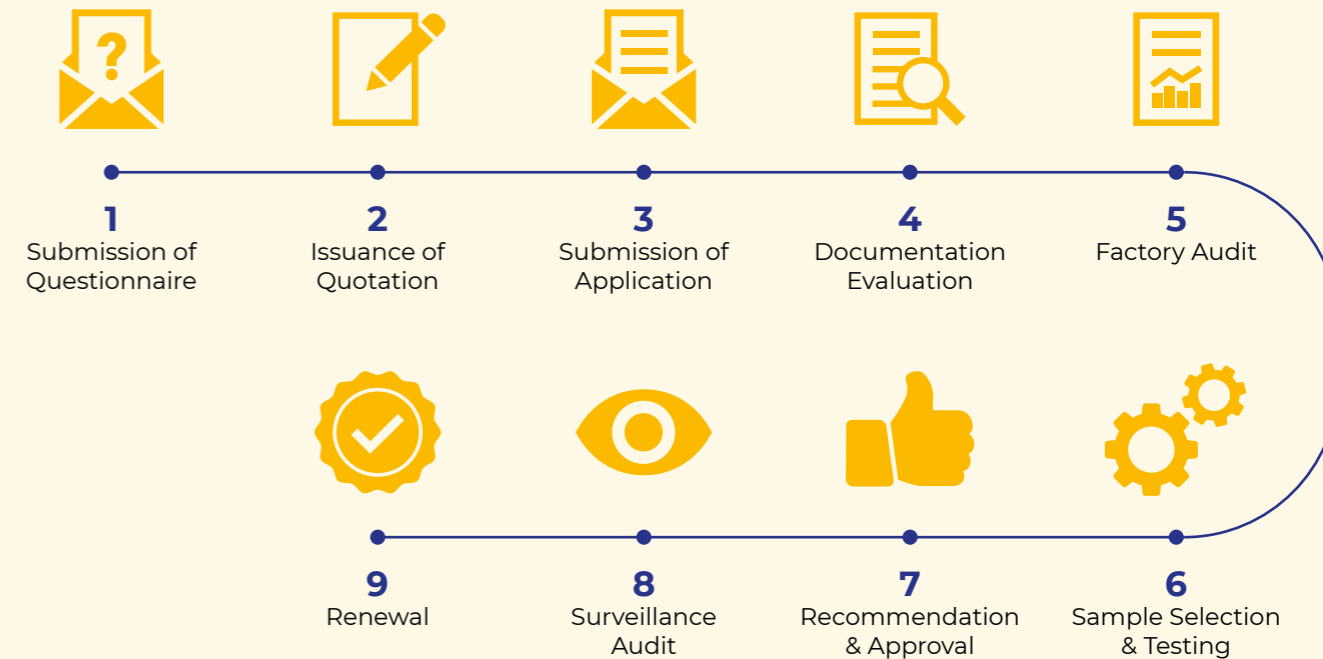 ?
1
Submission of
Questionnaire
2
Issuance of
Quotation
3
Submission of
Application
4
Documentation
Evaluation
5
Factory Audit
6
Sample Selection
& Testing
7
Recommendation
& Approval
8
Surveillance
Audit
9
Renewal